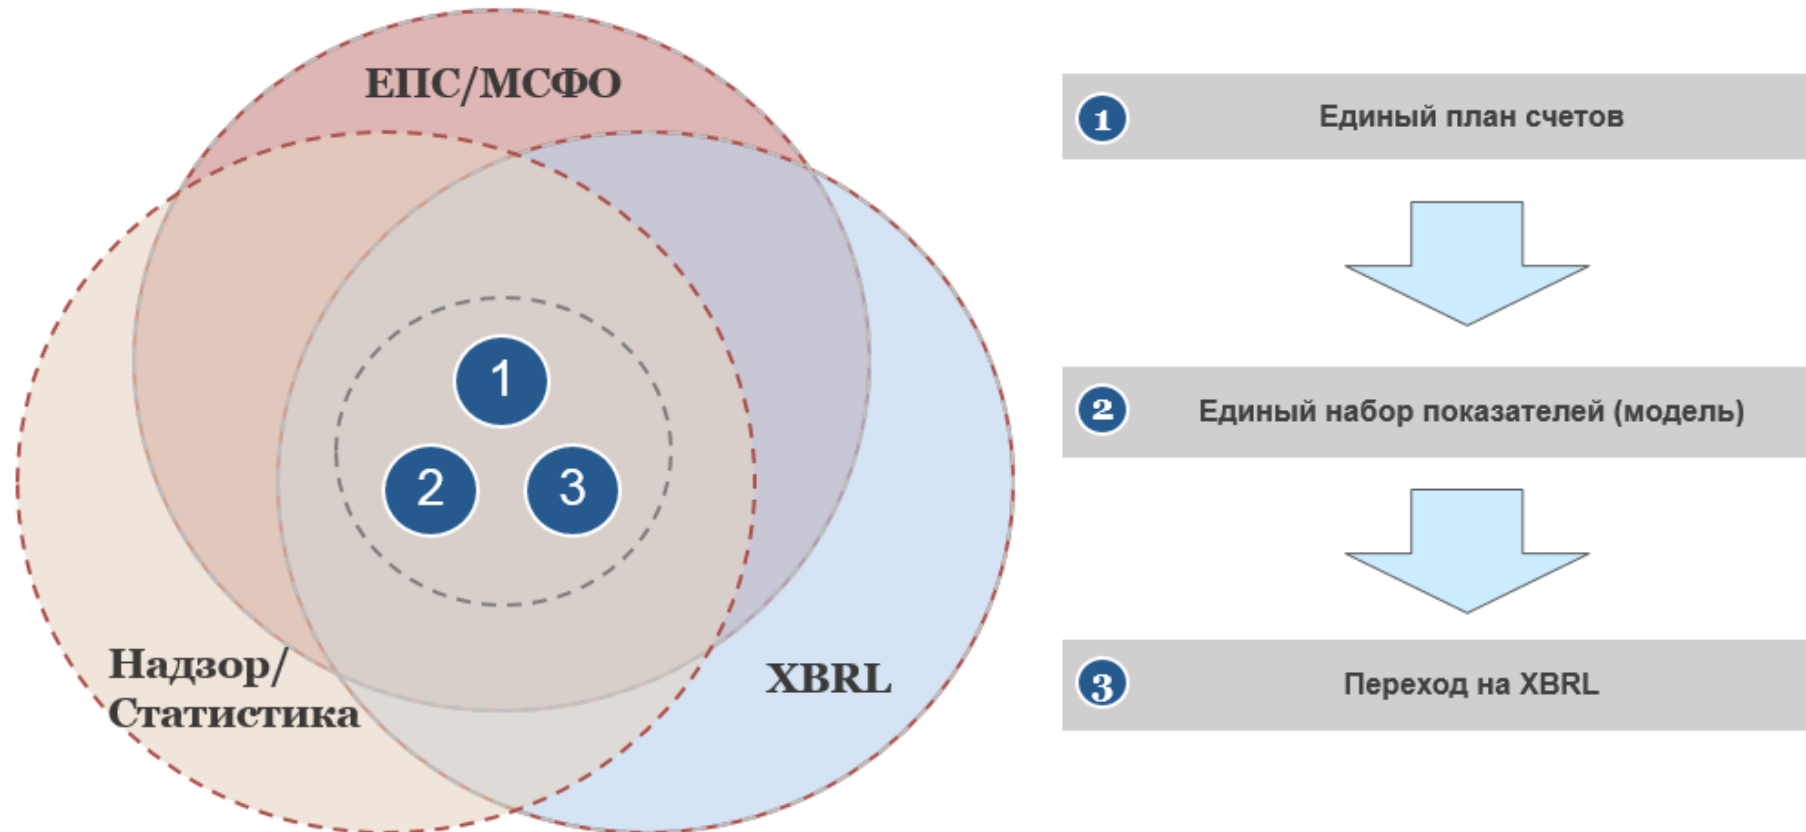 ЕПС/МСФО
1
2
3
Надзор/
Статистика
XBRL
1 Единый план счетов
2 Единый набор показателей (модель)
3 Переход на XBRL